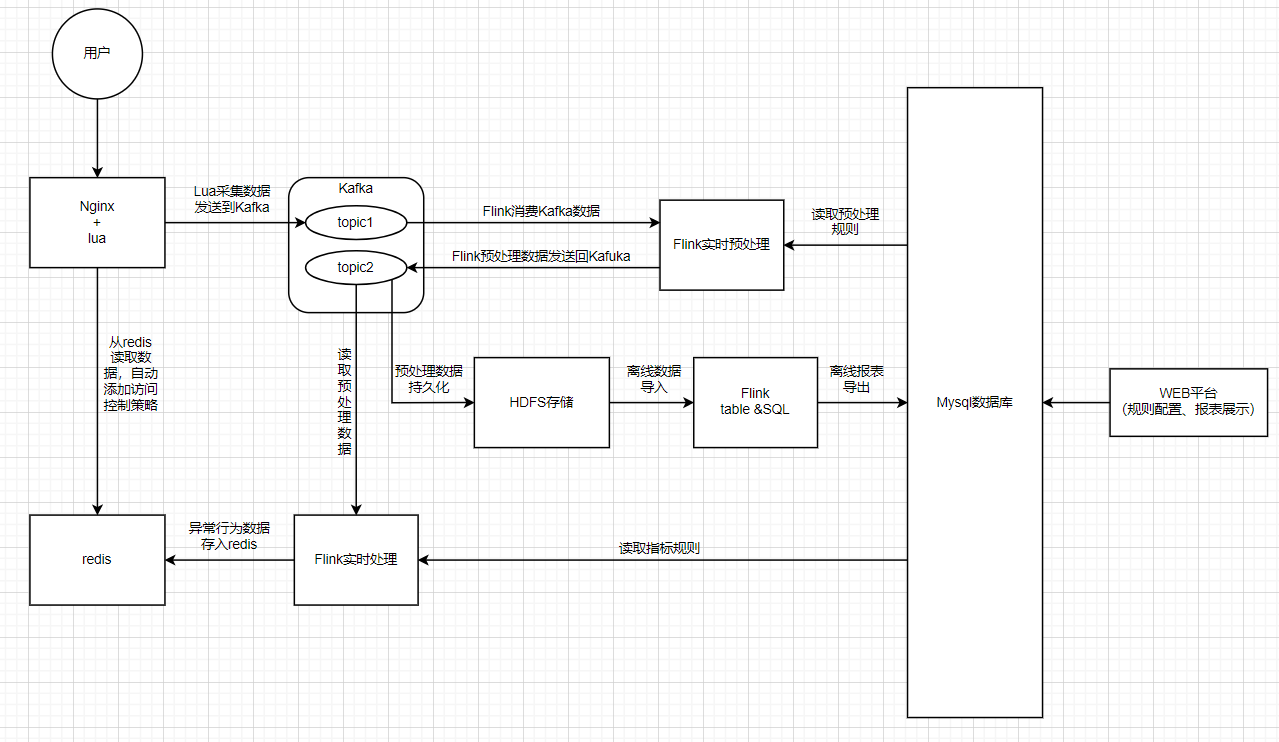 用户
Nginx
+
lua
Lua采集数据
发送到Kafka
Kafka
topic1
topic2
Flink消费Kafka数据
Flink预处理数据发送回Kafuka
Flink实时预处理
读取预处理
规则
从redis
读取数
据，自动
添加访问
控制策略
读
取
预
处
理
数
据
预处理数据
持久化
HDFS存储
离线数据
导入
Flink
table &SQL
离线报表
导出
Mysql数据库
WEB平台
（规则配置、报表展示）
redis
异常行为数据
存入redis
Flink实时处理
读取指标规则